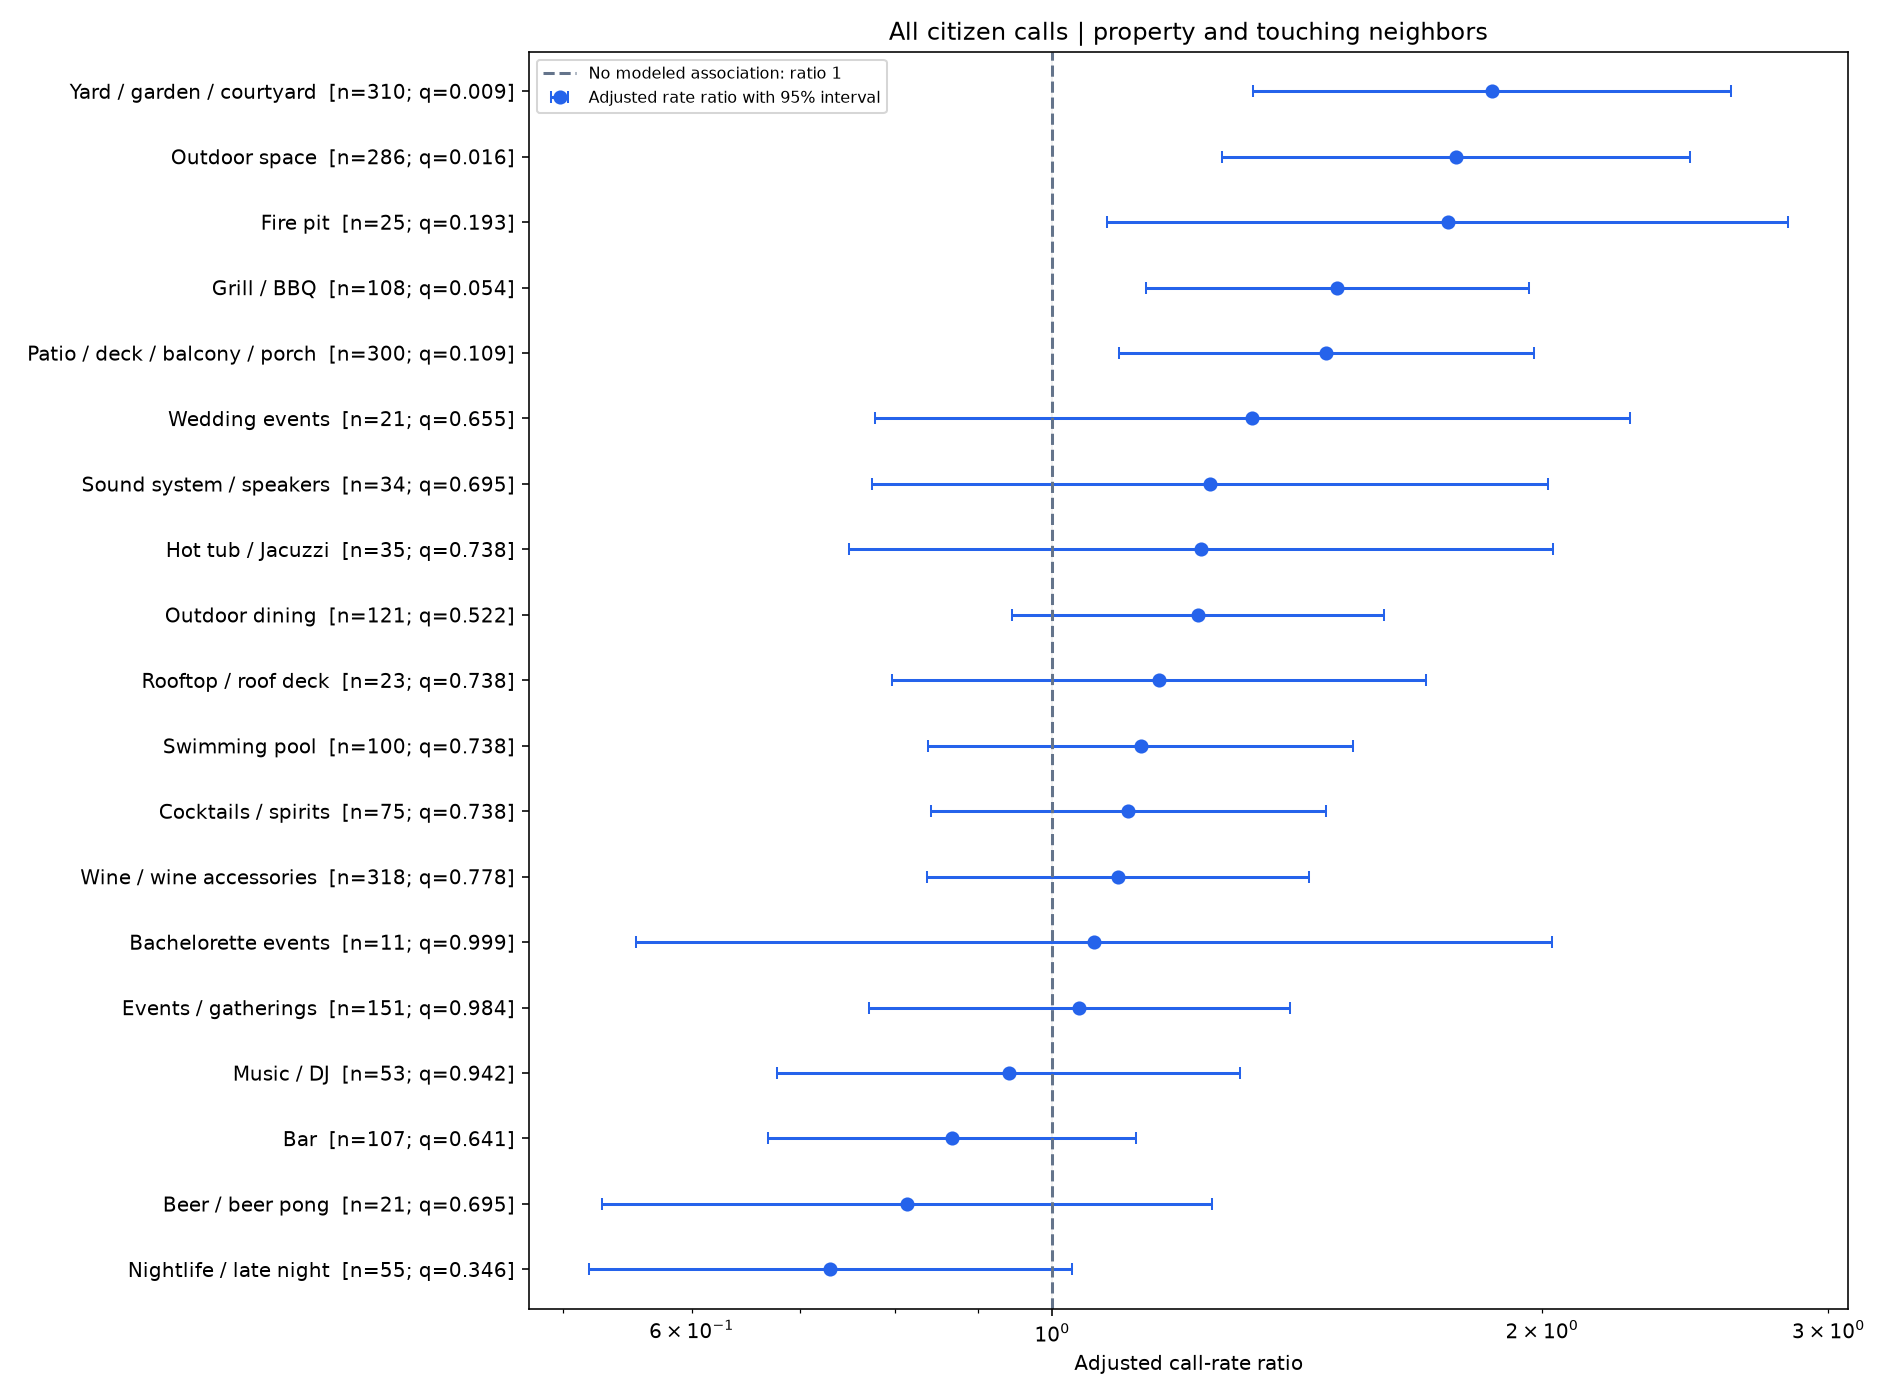 All citizen calls | property and touching neighbors
No modeled association: ratio 1
Adjusted rate ratio with 95% interval
Yard / garden / courtyard [n=310; q=0.009]
Outdoor space [n=286; q=0.016]
Fire pit [n=25; q=0.193]
Grill / BBQ [n=108; q=0.054]
Patio / deck / balcony / porch [n=300; q=0.109]
Wedding events [n=21; q=0.655]
Sound system / speakers [n=34; q=0.695]
Hot tub / Jacuzzi [n=35; q=0.738]
Outdoor dining [n=121; q=0.522]
Rooftop / roof deck [n=23; q=0.738]
Swimming pool [n=100; q=0.738]
Cocktails / spirits [n=75; q=0.738]
Wine / wine accessories [n=318; q=0.778]
Bachelorette events [n=11; q=0.999]
Events / gatherings [n=151; q=0.984]
Music / DJ [n=53; q=0.942]
Bar [n=107; q=0.641]
Beer / beer pong [n=21; q=0.695]
Nightlife / late night [n=55; q=0.346]
6 × 10⁻¹ 10⁰ 2 × 10⁰ 3 × 10⁰
Adjusted call-rate ratio